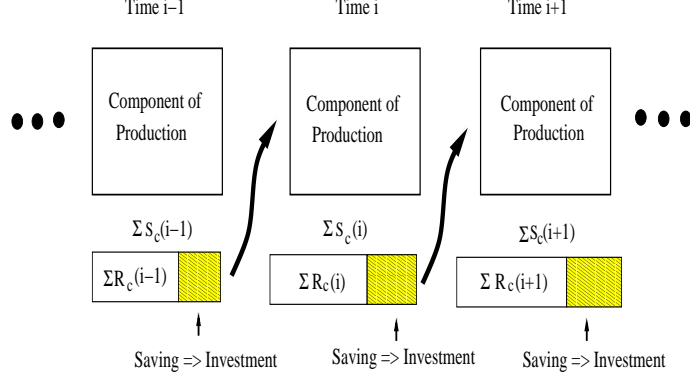 Time i−1 Time i Time i+1
Component of Production
Component of Production
Component of Production
Σ S_c(i−1) Σ S_c(i) ΣS_c(i+1)
ΣR_c(i−1) Σ R_c(i) Σ R_c(i+1)
Saving => Investment Saving => Investment Saving => Investment